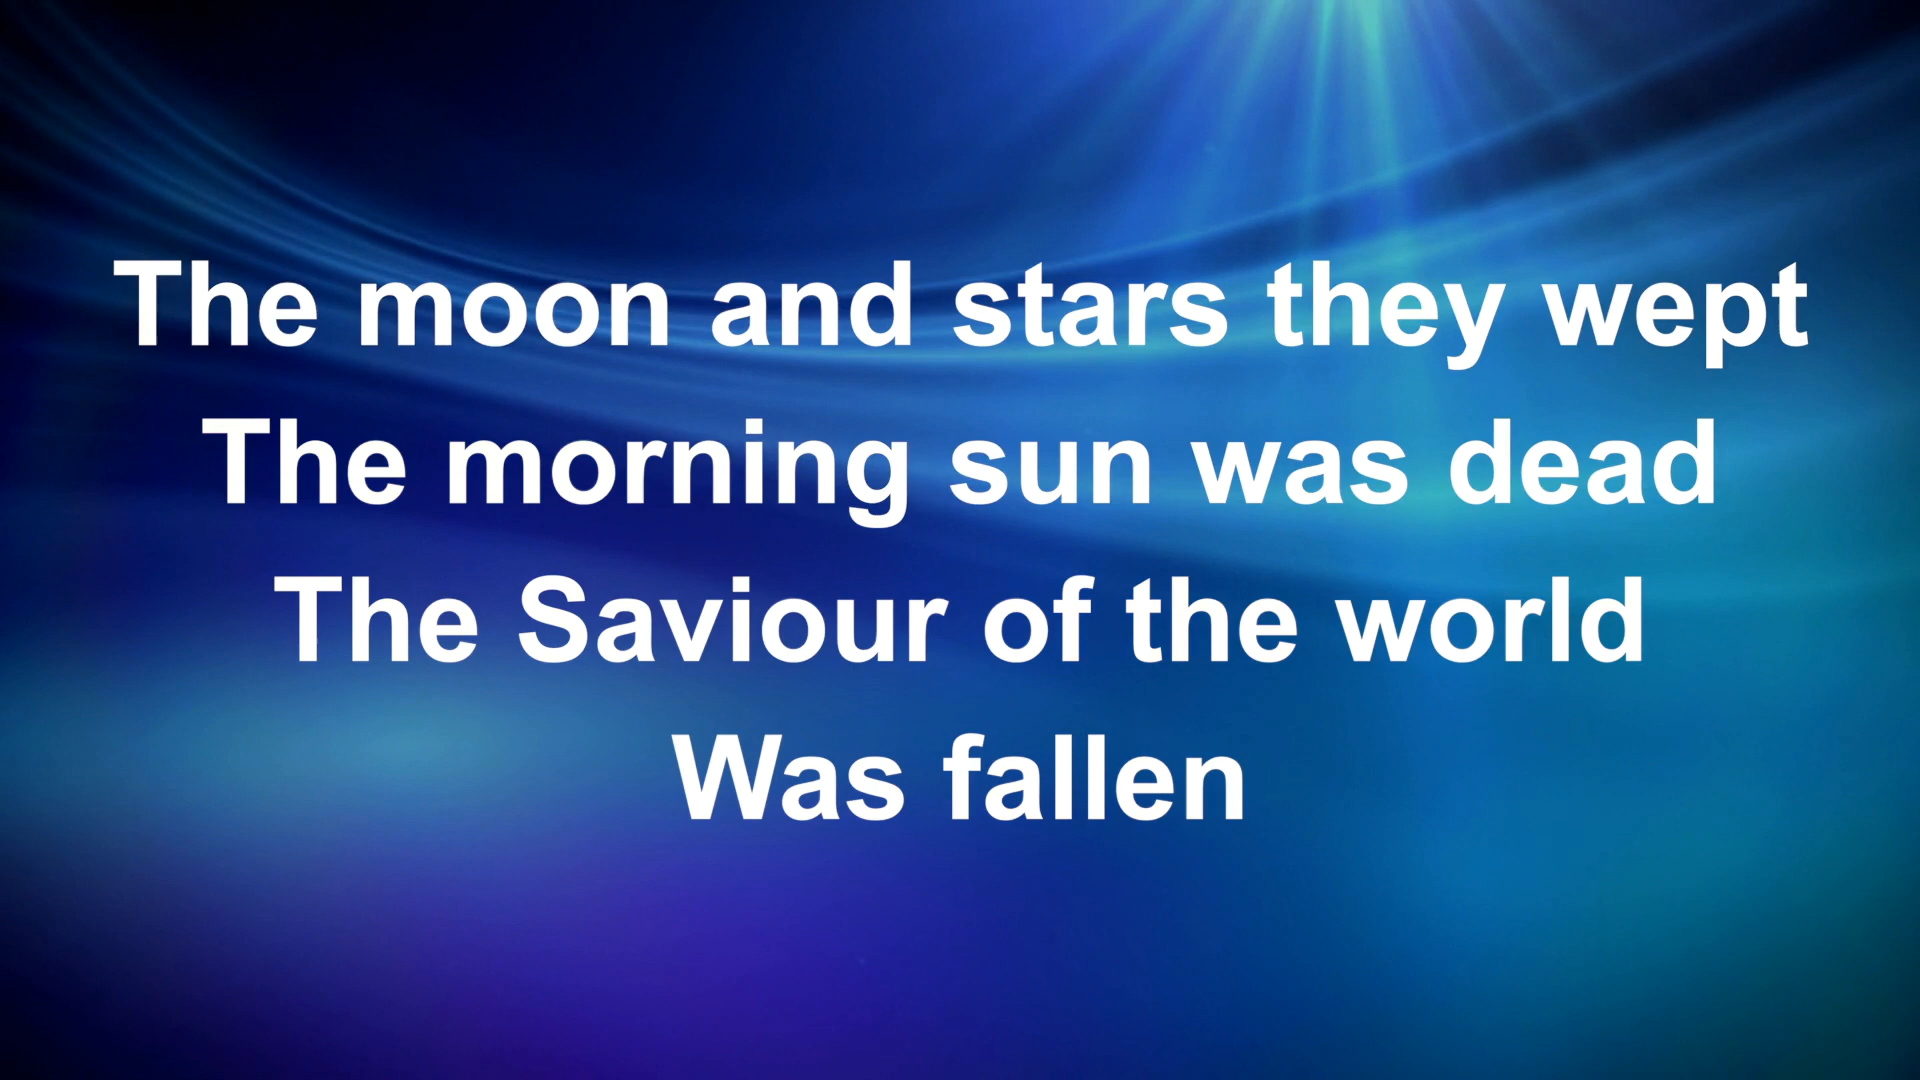 The moon and stars they wept
The morning sun was dead
The Saviour of the world
Was fallen